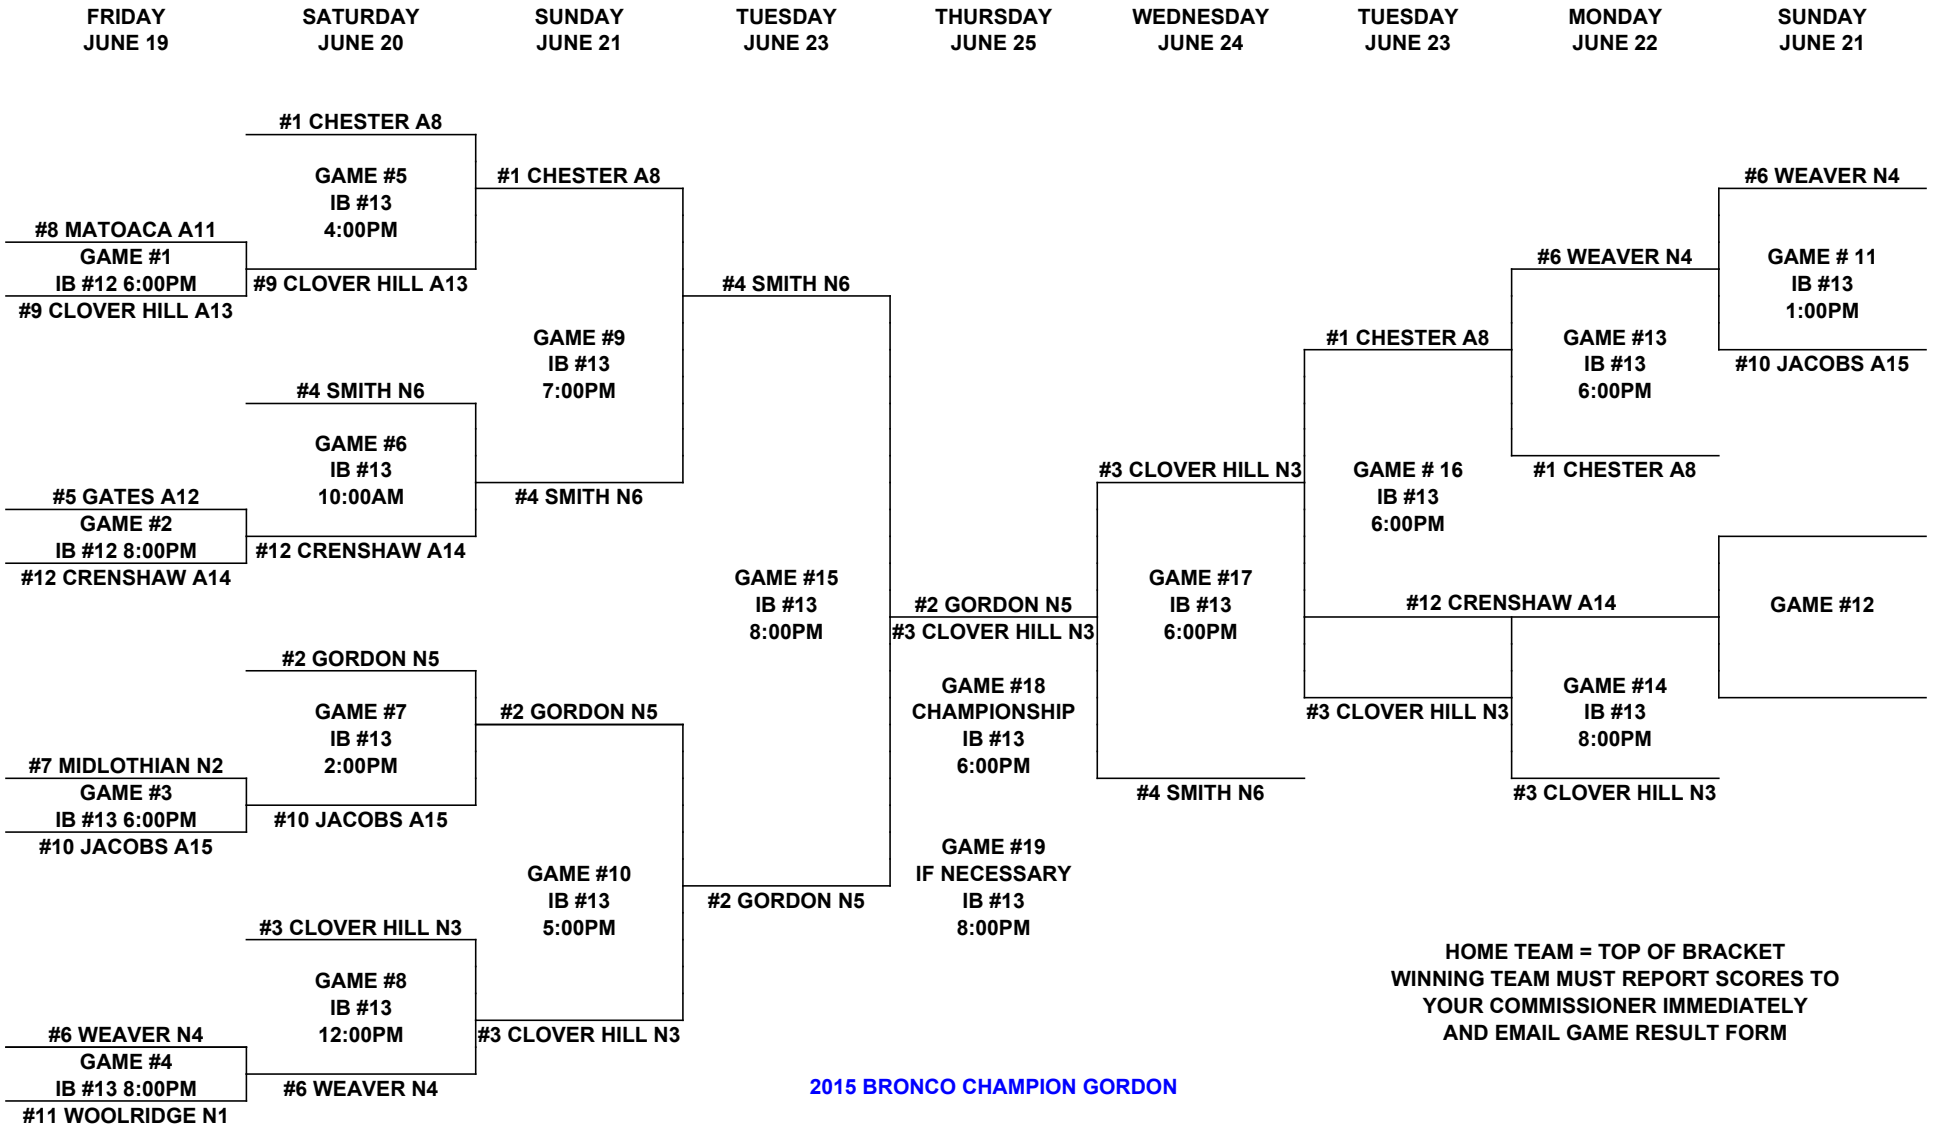 FRIDAY
JUNE 19
SATURDAY
JUNE 20
SUNDAY
JUNE 21
TUESDAY
JUNE 23
THURSDAY
JUNE 25
WEDNESDAY
JUNE 24
TUESDAY
JUNE 23
MONDAY
JUNE 22
SUNDAY
JUNE 21
#8 MATOACA A11
GAME #1
IB #12 6:00PM
#9 CLOVER HILL A13
#5 GATES A12
GAME #2
IB #12 8:00PM
#12 CRENSHAW A14
#7 MIDLOTHIAN N2
GAME #3
IB #13 6:00PM
#10 JACOBS A15
#6 WEAVER N4
GAME #4
IB #13 8:00PM
#11 WOOLRIDGE N1
#1 CHESTER A8
GAME #5
IB #13
4:00PM
#9 CLOVER HILL A13
#4 SMITH N6
GAME #6
IB #13
10:00AM
#12 CRENSHAW A14
#2 GORDON N5
GAME #7
IB #13
2:00PM
#10 JACOBS A15
#3 CLOVER HILL N3
GAME #8
IB #13
12:00PM
#6 WEAVER N4
#1 CHESTER A8
GAME #9
IB #13
7:00PM
#4 SMITH N6
#2 GORDON N5
GAME #10
IB #13
5:00PM
#3 CLOVER HILL N3
#4 SMITH N6
GAME #15
IB #13
8:00PM
#2 GORDON N5
#2 GORDON N5
#3 CLOVER HILL N3
GAME #18
CHAMPIONSHIP
IB #13
6:00PM
GAME #19
IF NECESSARY
IB #13
8:00PM
#3 CLOVER HILL N3
GAME #17
IB #13
6:00PM
#4 SMITH N6
#1 CHESTER A8
GAME # 16
IB #13
6:00PM
#12 CRENSHAW A14
#3 CLOVER HILL N3
#6 WEAVER N4
GAME #13
IB #13
6:00PM
#1 CHESTER A8
GAME #14
IB #13
8:00PM
#3 CLOVER HILL N3
#6 WEAVER N4
GAME # 11
IB #13
1:00PM
#10 JACOBS A15
GAME #12
HOME TEAM = TOP OF BRACKET
WINNING TEAM MUST REPORT SCORES TO
YOUR COMMISSIONER IMMEDIATELY
AND EMAIL GAME RESULT FORM
2015 BRONCO CHAMPION GORDON